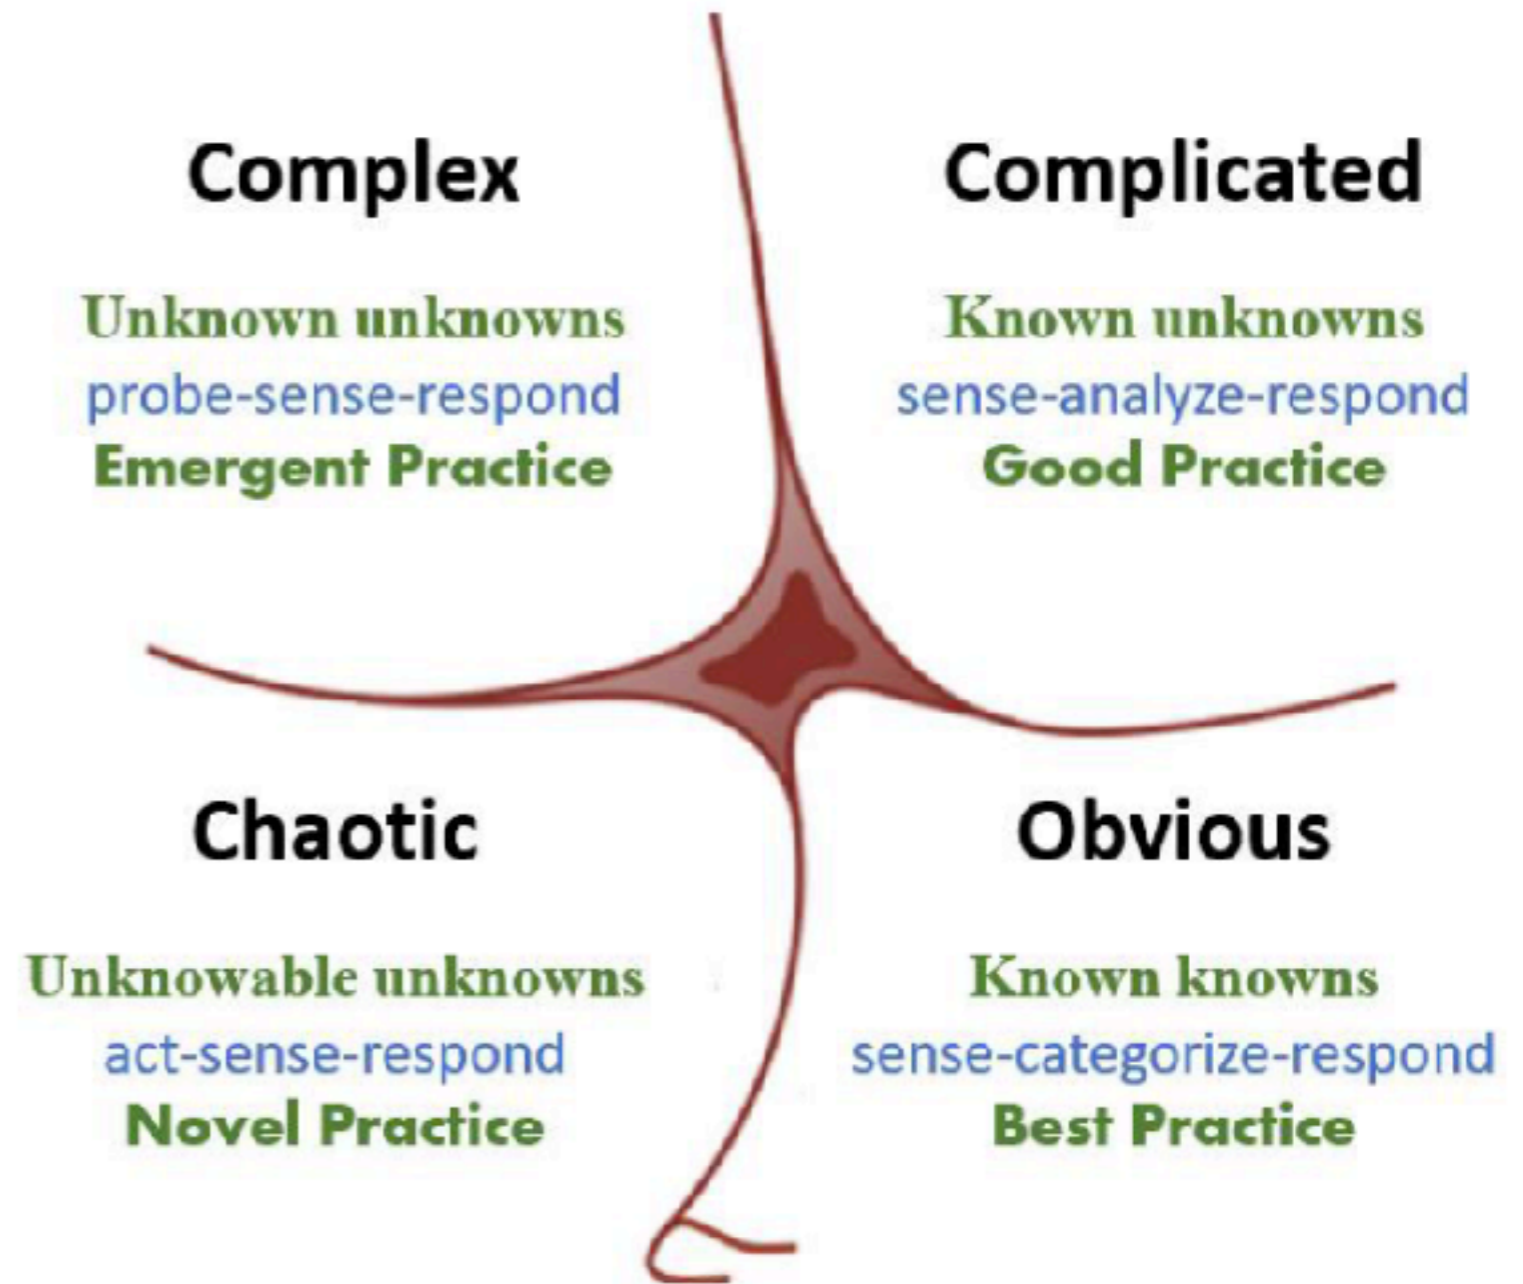 Complex
Unknown unknowns
probe-sense-respond
Emergent Practice
Complicated
Known unknowns
sense-analyze-respond
Good Practice
Chaotic
Unknowable unknowns
act-sense-respond
Novel Practice
Obvious
Known knowns
sense-categorize-respond
Best Practice